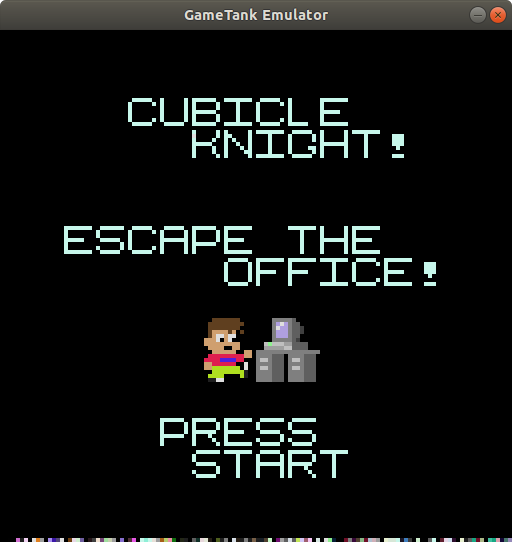 GameTank Emulator
CUBICLE
KNIGHT!
ESCAPE THE
OFFICE!
PRESS
START